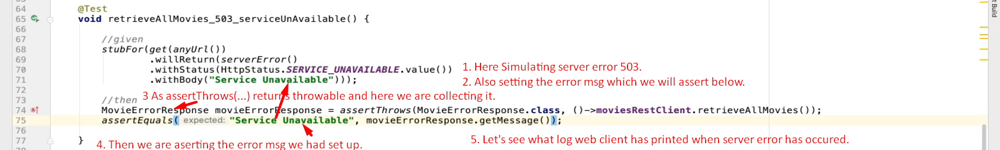 64 @Test
65 void retrieveAllMovies_503_serviceUnAvailable() {
66
67 //given
68 stubFor(get(anyUrl())
69 .willReturn(serverError()
70 .withStatus(HttpStatus.SERVICE_UNAVAILABLE.value()) 1. Here Simulating server error 503.
71 .withBody("Service Unavailable"))); 2. Also setting the error msg which we will assert below.
72
73 //then 3 As assertThrows(...) returns throwable and here we are collecting it.
74 MovieErrorResponse movieErrorResponse = assertThrows(MovieErrorResponse.class, ()->moviesRestClient.retrieveAllMovies());
75 assertEquals( expected: "Service Unavailable", movieErrorResponse.getMessage());
76
77 }
4. Then we are aserting the error msg we had set up. 5. Let's see what log web client has printed when server error has occured.
t Build